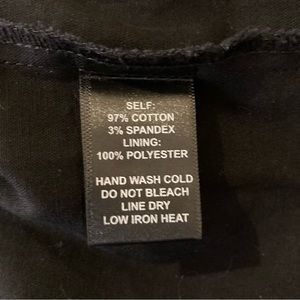 SELF:
97% COTTON
3% SPANDEX
LINING:
100% POLYESTER
HAND WASH COLD
DO NOT BLEACH
LINE DRY
LOW IRON HEAT